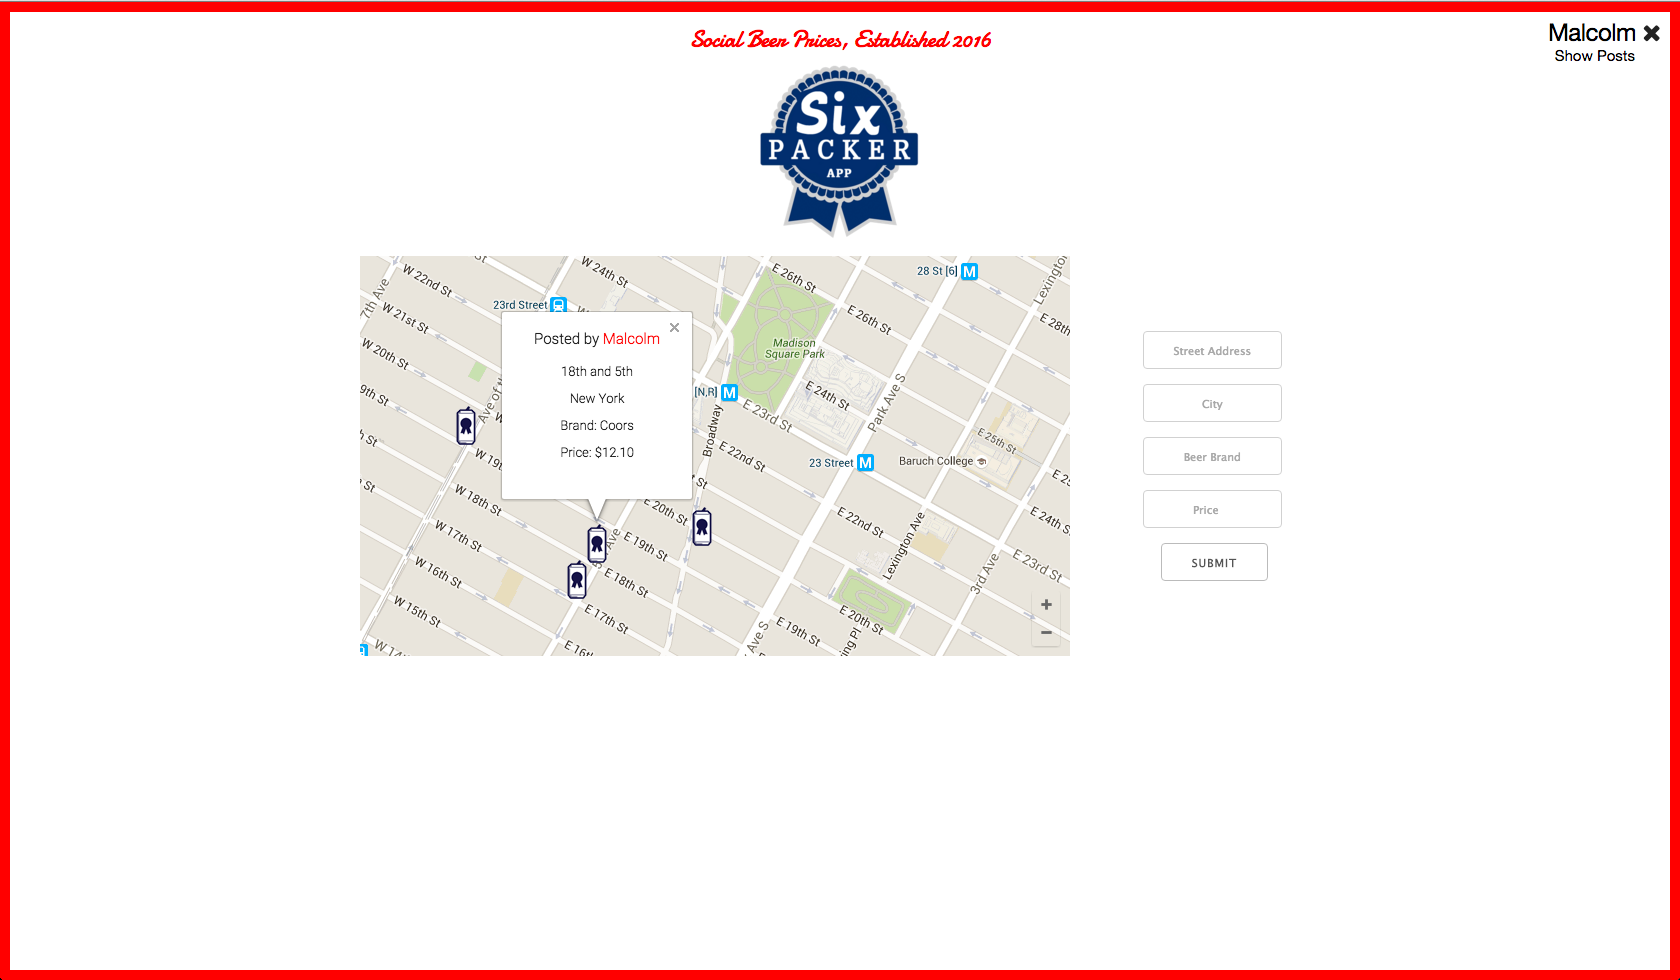 Social Beer Prices, Established 2016
Malcolm
Show Posts
Six
PACKER
APP
W 24th St
E 26th St
28 St [6]
M
Lexington
W 22nd St
7th Ave
23rd Street
E 26th St
E 28th
W 21st St
Posted by Malcolm
Madison
Square Park
W 20th St
18th and 5th
[N,R]
M
E 24th St
Park Ave S
9th St
New York
E 23rd St
Ave of the
Brand: Coors
Broadway
E 25th St
Price: $12.10
E 22nd St
23 Street
M
Baruch College
W 19th
W 18th St
E 20th St
E 22nd St
E 24th St
W 17th St
Ave
E 19th St
Lexington Ave
E 23rd St
W 16th St
E 18th St
3rd Ave
W 15th St
E 17th St
E 20th St
W 14th
E 16th St
Ave S
E 19th St
ving Pl
+
−
Street Address
City
Beer Brand
Price
SUBMIT